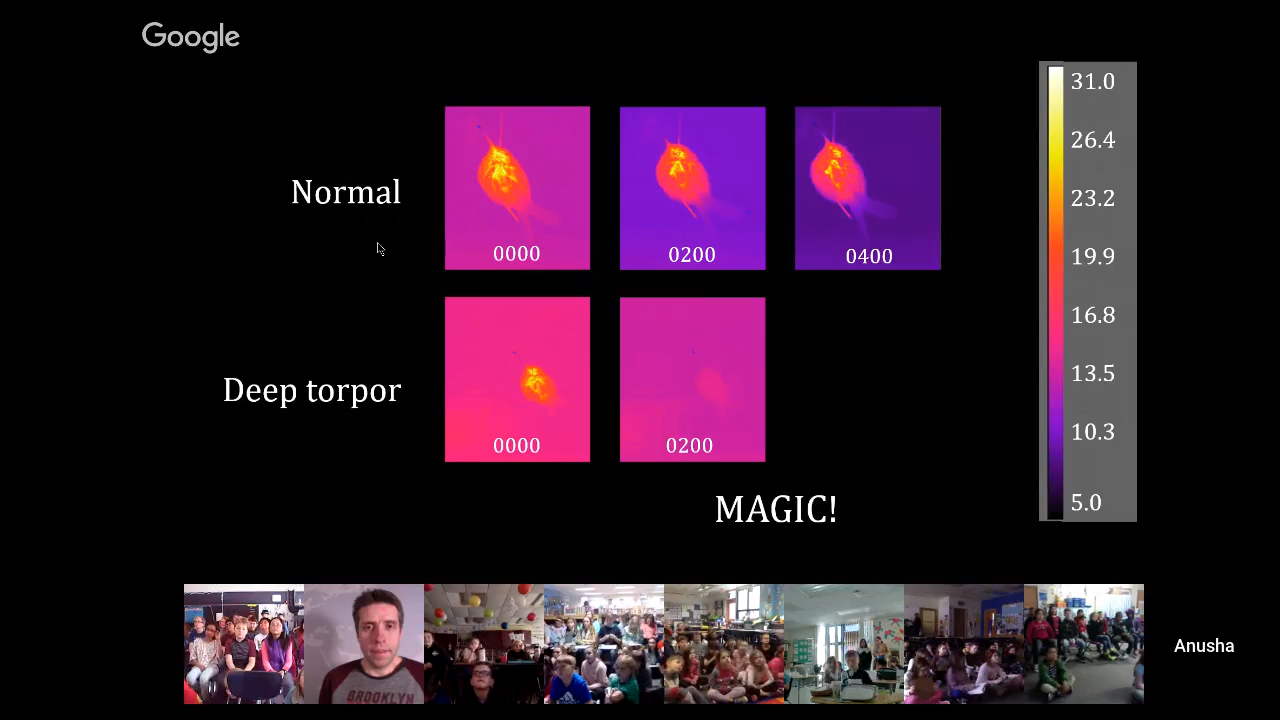 Google
31.0
26.4
23.2
19.9
16.8
13.5
10.3
5.0
Normal
0000
0200
0400
Deep torpor
0000
0200
MAGIC!
BROOKLYN
Anusha